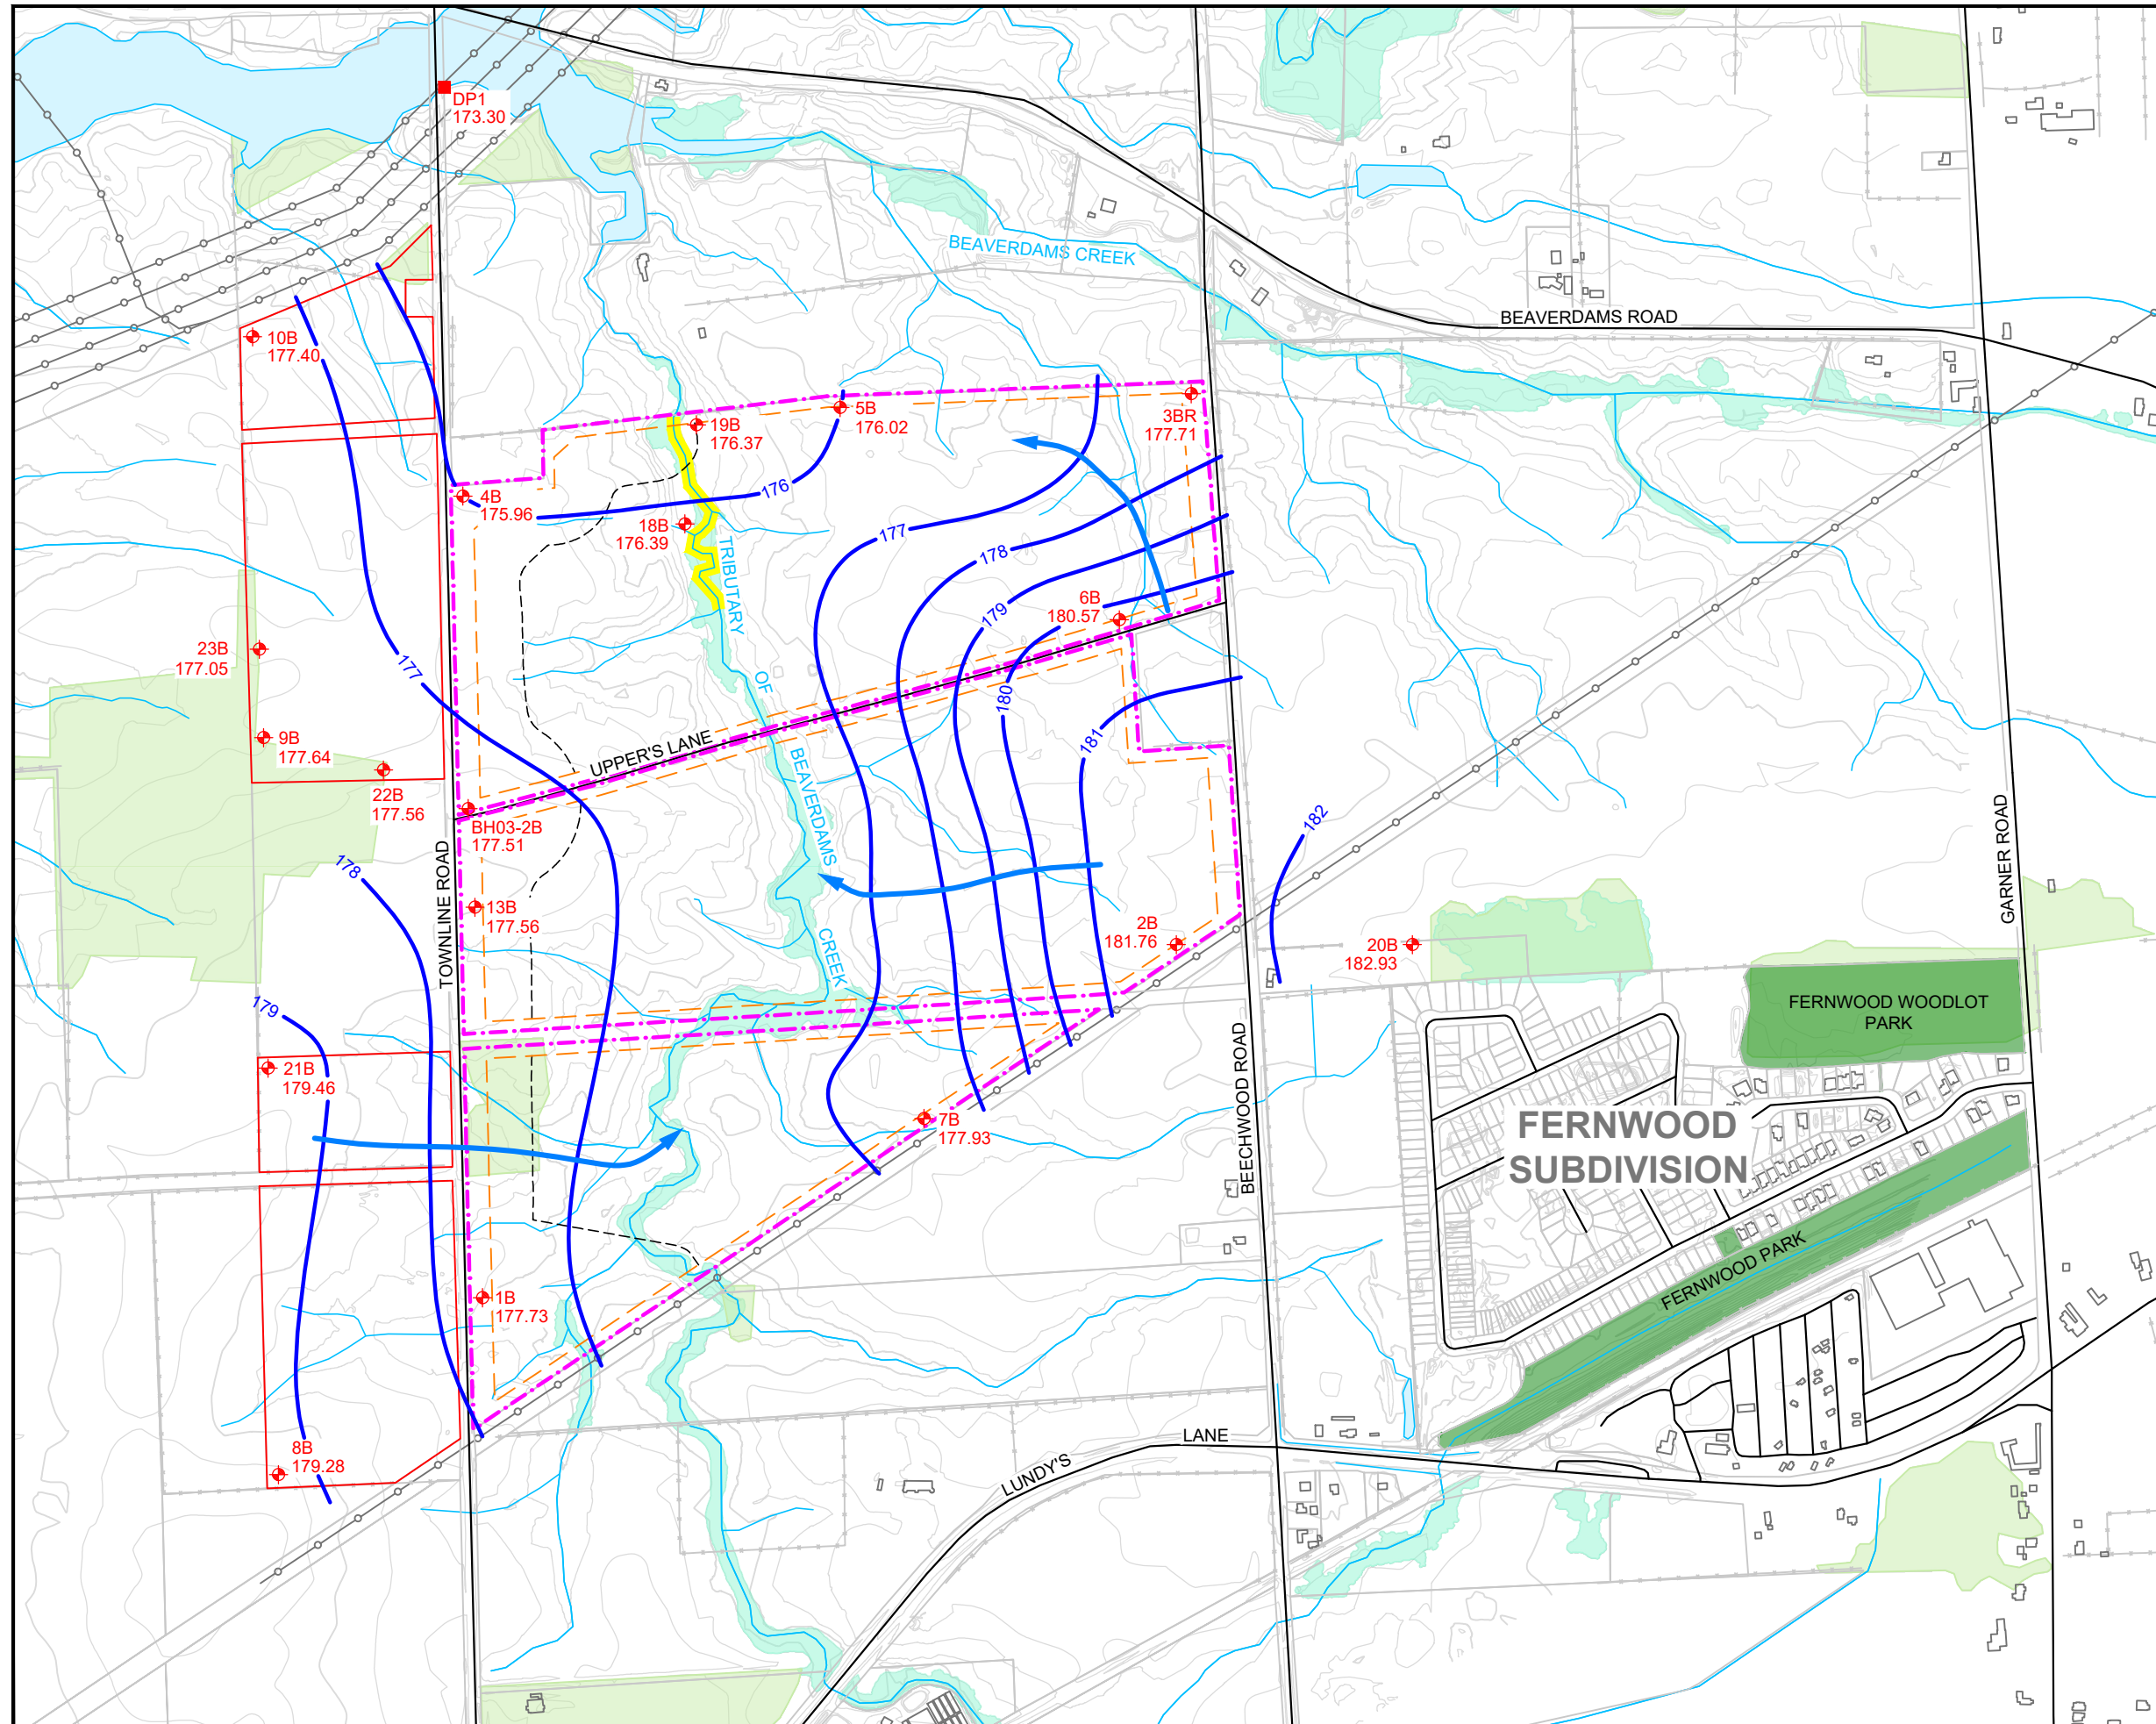 DP1
173.30
BEAVERDAMS CREEK
BEAVERDAMS ROAD
10B
177.40
19B
176.37
5B
176.02
3BR
177.71
4B
175.96
176
18B
176.39
177
178
TRIBUTARY
OF
BEAVERDAMS
CREEK
6B
180.57
179
180
181
23B
177.05
177
9B
177.64
22B
177.56
UPPER'S LANE
BH03-2B
177.51
178
TOWNLINE ROAD
13B
177.56
182
2B
181.76
20B
182.93
GARNER ROAD
179
21B
179.46
FERNWOOD WOODLOT
PARK
BEECHWOOD ROAD
7B
177.93
FERNWOOD
SUBDIVISION
FERNWOOD PARK
1B
177.73
8B
179.28
LUNDY'S
LANE